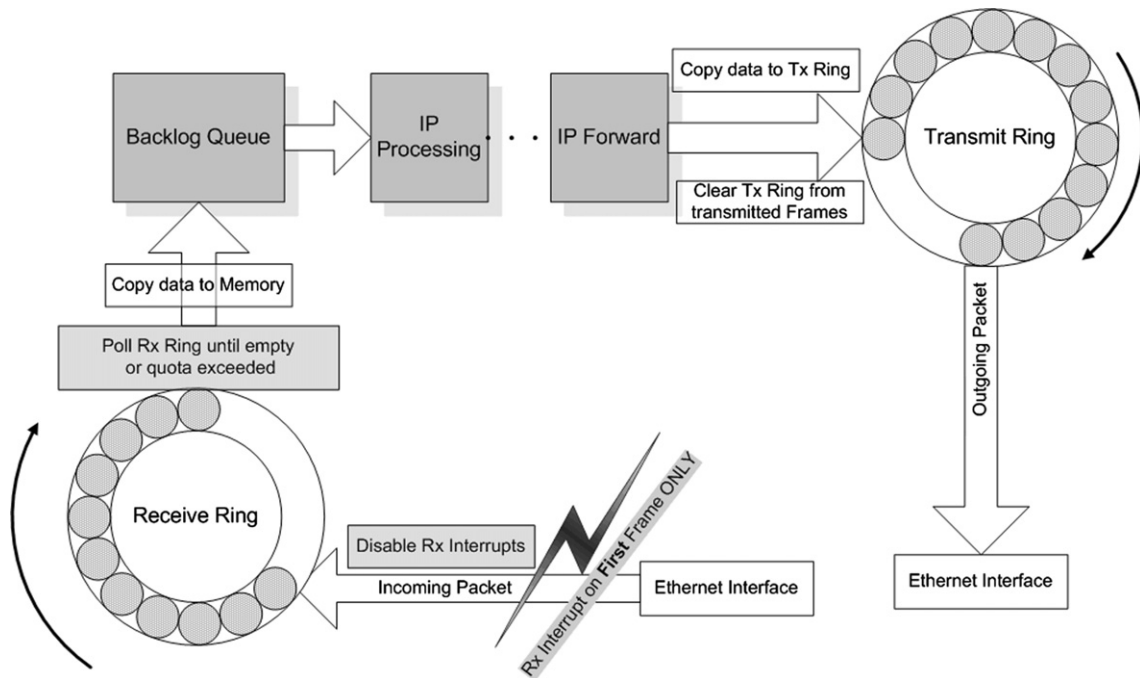 Copy data to Tx Ring
Backlog Queue
IP
Processing
. . .
IP Forward
Transmit Ring
Clear Tx Ring from
transmitted Frames
Copy data to Memory
Poll Rx Ring until empty
or quota exceeded
Outgoing Packet
Receive Ring
Disable Rx Interrupts
Incoming Packet
Rx Interrupt on First Frame ONLY
Ethernet Interface
Ethernet Interface